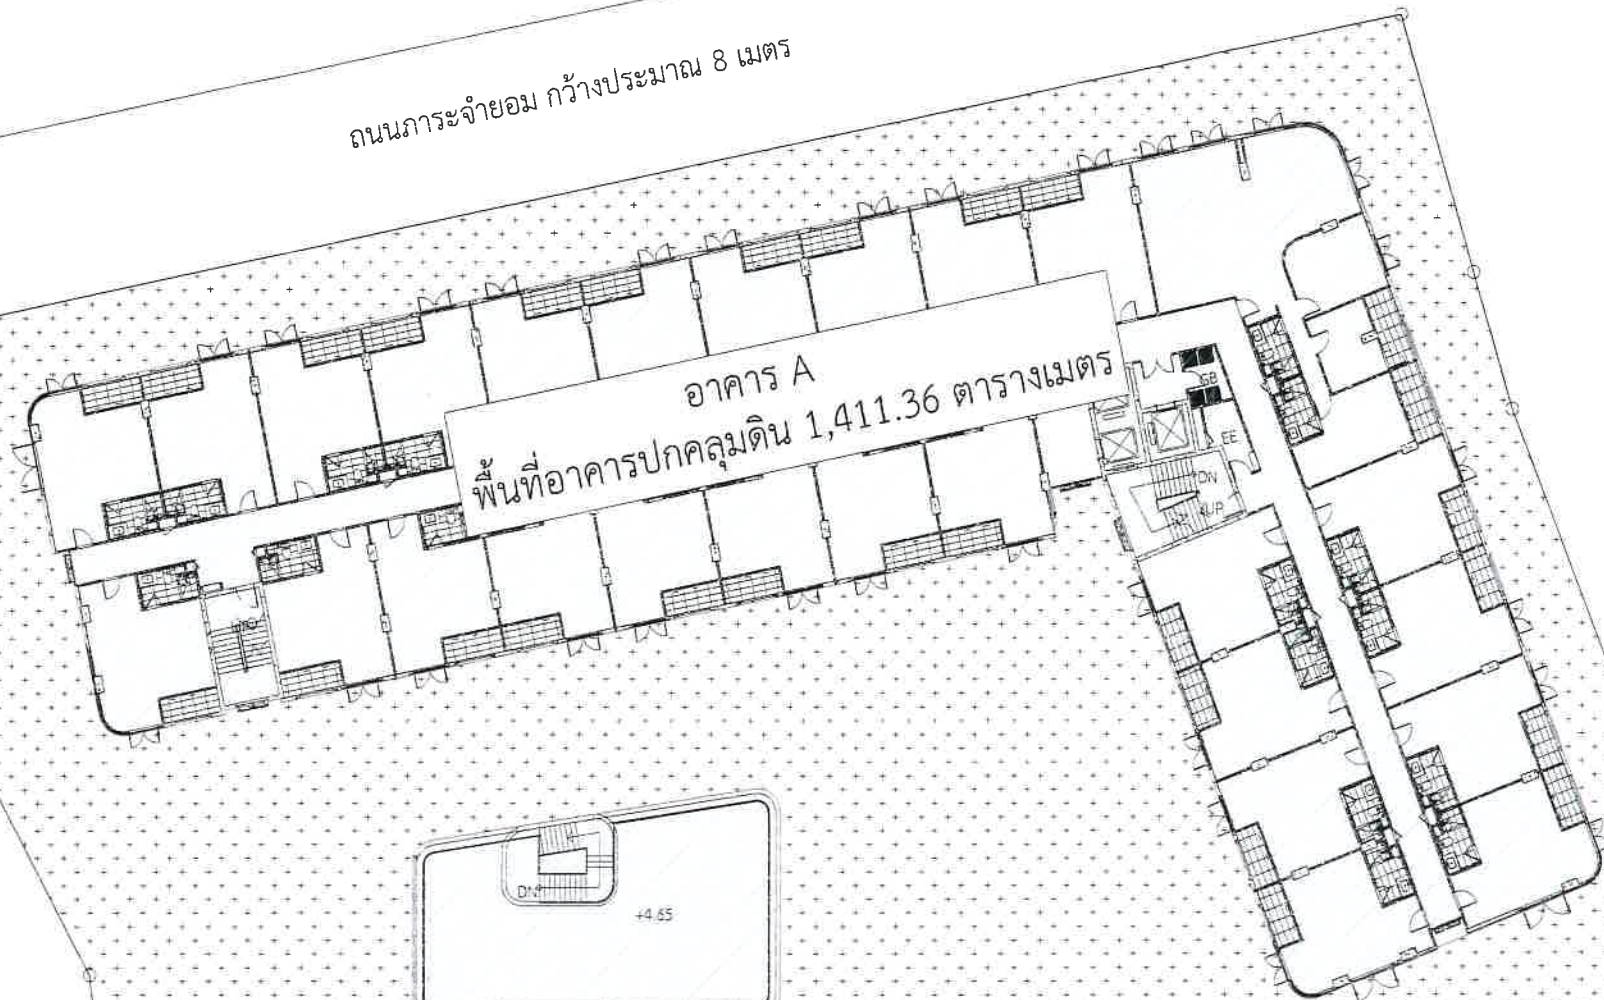 ถนนภาระจำยอม กว้างประมาณ 8 เมตร
อาคาร A
พื้นที่อาคารปกคลุมดิน 1,411.36 ตารางเมตร
EE
DN
UP
DN
+4.65